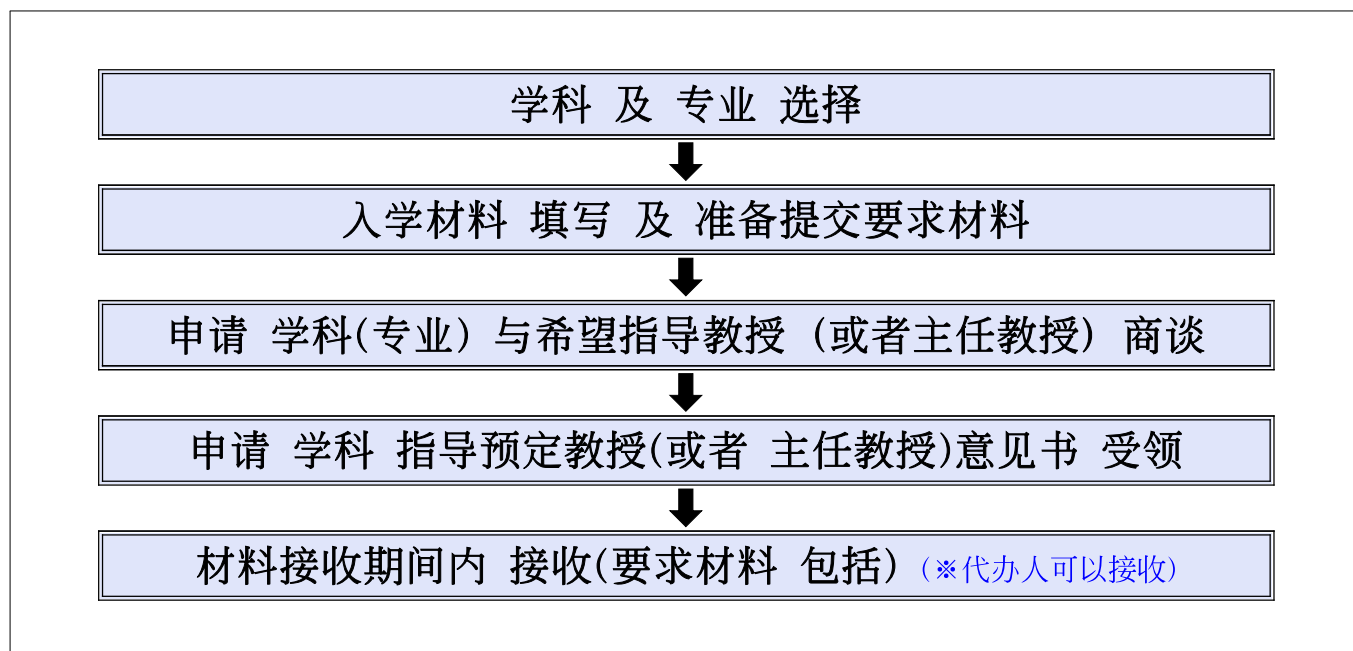 学科 及 专业 选择
入学材料 填写 及 准备提交要求材料
申请 学科(专业) 与希望指导教授 (或者主任教授) 商谈
申请 学科 指导预定教授(或者 主任教授)意见书 受领
材料接收期间内 接收(要求材料 包括) (※代办人可以接收)